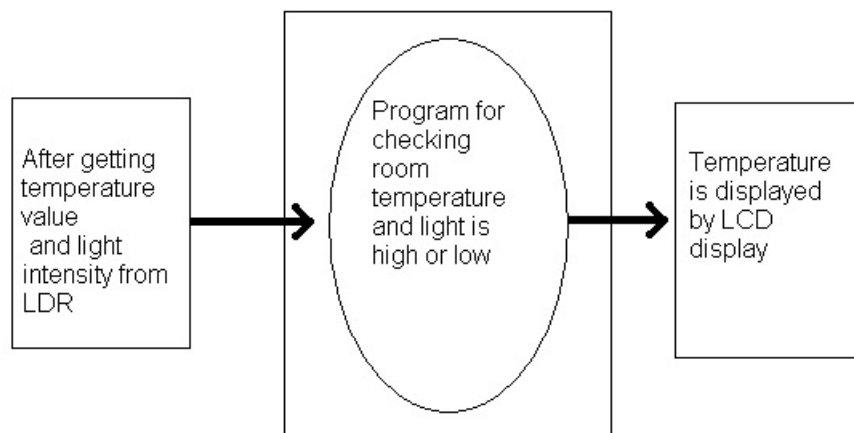 After getting
temperature
value
and light
intensity from
LDR
Program for
checking
room
temperature
and light is
high or low
Temperature
is displayed
by LCD
display